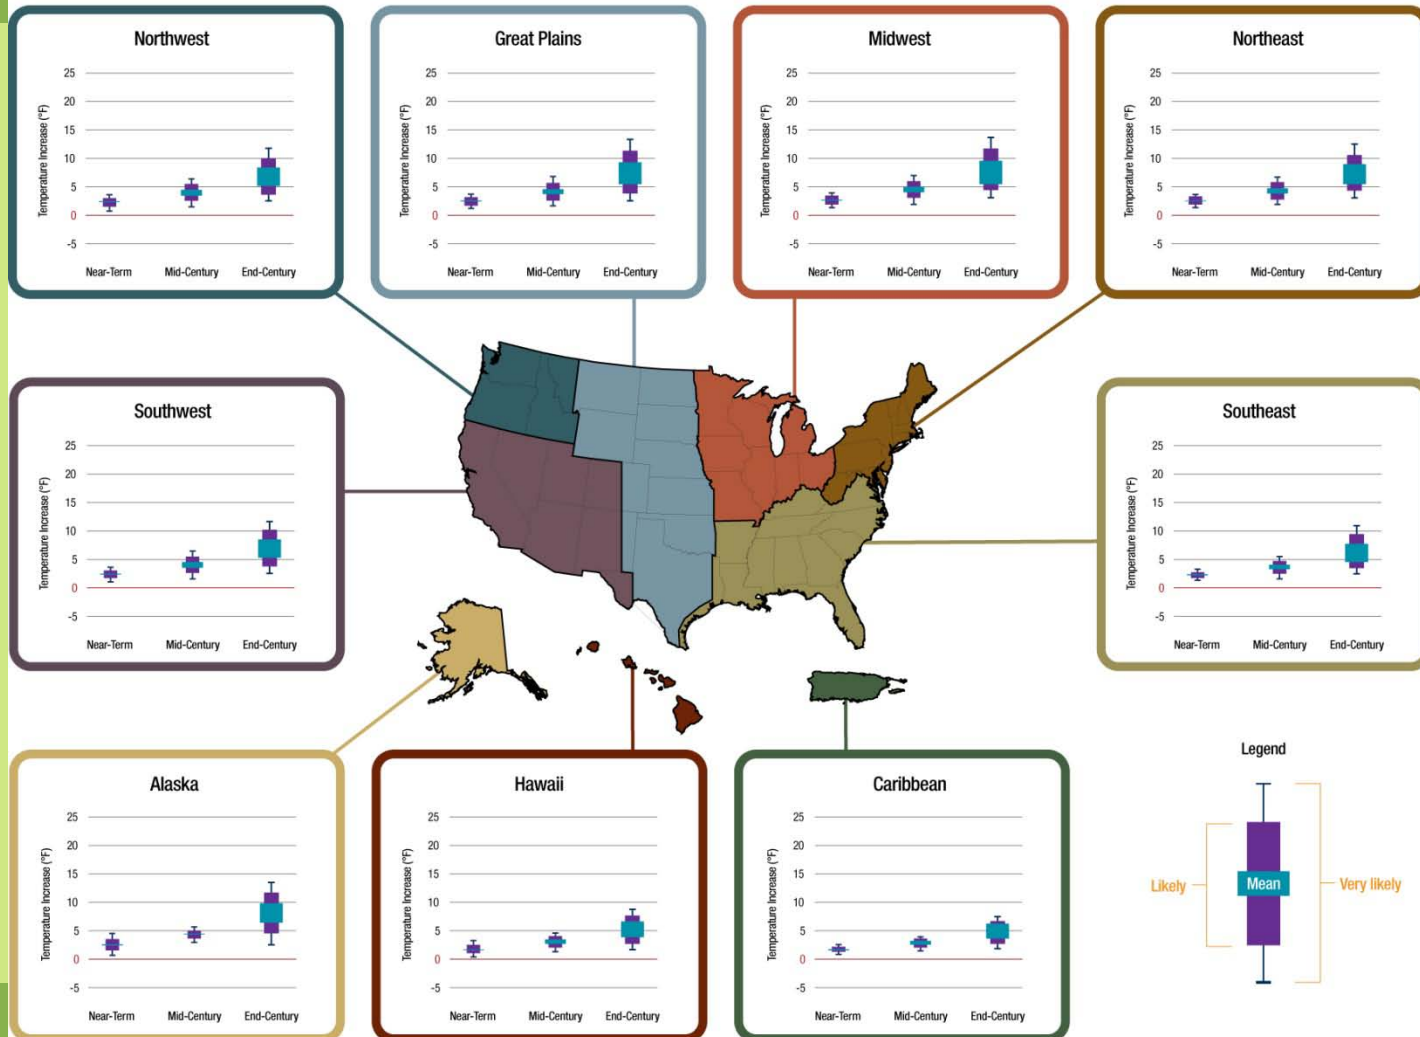 Northwest
Temperature Increase (°F)
25
20
15
10
5
0
-5
Near-Term Mid-Century End-Century
Great Plains
Temperature Increase (°F)
25
20
15
10
5
0
-5
Near-Term Mid-Century End-Century
Midwest
Temperature Increase (°F)
25
20
15
10
5
0
-5
Near-Term Mid-Century End-Century
Northeast
Temperature Increase (°F)
25
20
15
10
5
0
-5
Near-Term Mid-Century End-Century
Southwest
Temperature Increase (°F)
25
20
15
10
5
0
-5
Near-Term Mid-Century End-Century
Southeast
Temperature Increase (°F)
25
20
15
10
5
0
-5
Near-Term Mid-Century End-Century
Alaska
Temperature Increase (°F)
25
20
15
10
5
0
-5
Near-Term Mid-Century End-Century
Hawaii
Temperature Increase (°F)
25
20
15
10
5
0
-5
Near-Term Mid-Century End-Century
Caribbean
Temperature Increase (°F)
25
20
15
10
5
0
-5
Near-Term Mid-Century End-Century
Legend
Likely Mean Very likely